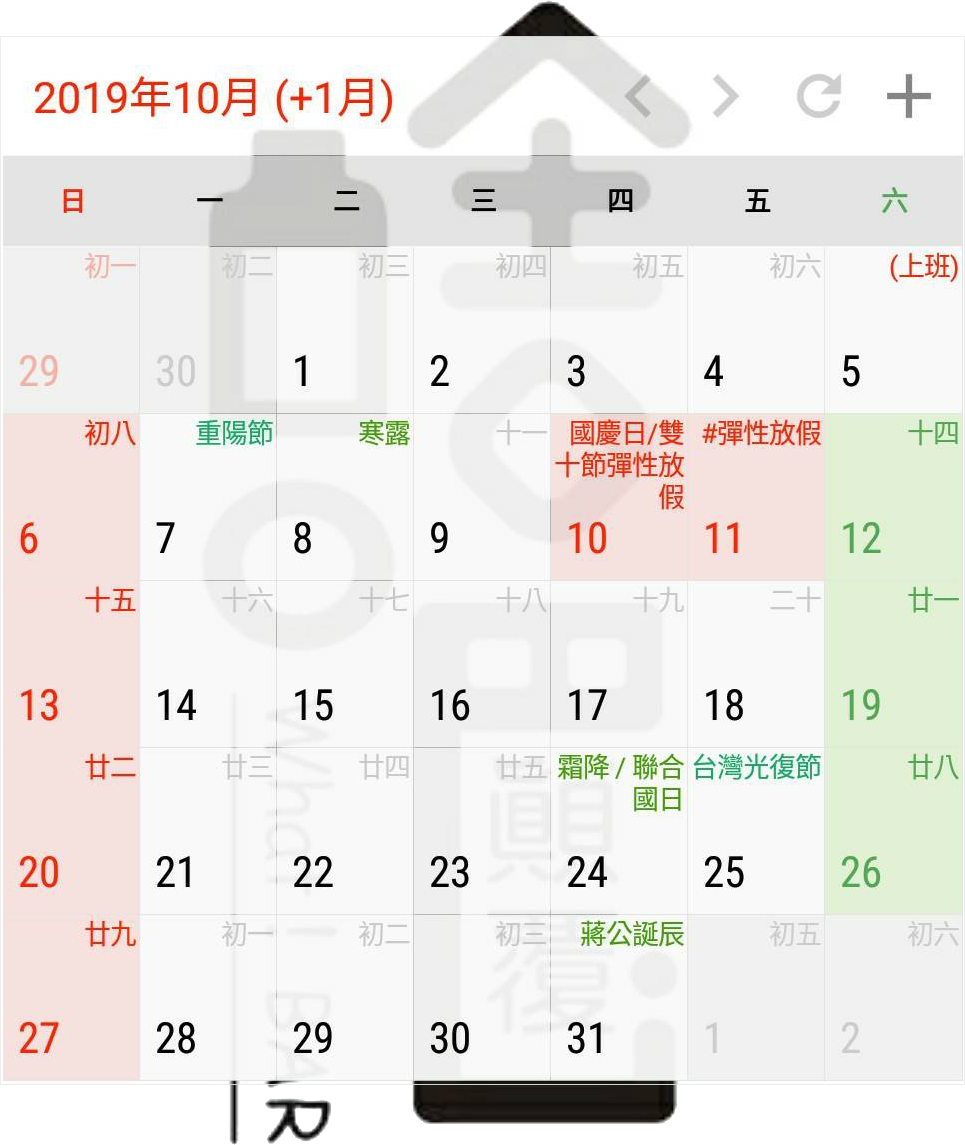 2019年10月 (+1月)
日 一 二 三 四 五 六
初一 初二 初三 初四 初五 初六 (上班)
29 30 1 2 3 4 5
初八 重陽節 寒露 十一 國慶日/雙 #彈性放假 十四
十節彈性放
假
6 7 8 9 10 11 12
十五 十六 十七 十八 十九 二十 廿一
13 14 15 16 17 18 19
廿二 廿三 廿四 廿五 霜降 / 聯合 台灣光復節 廿八
國日
20 21 22 23 24 25 26
廿九 初一 初二 初三 蔣公誕辰 初五 初六
27 28 29 30 31 1 2
What ! BAR
顛覆